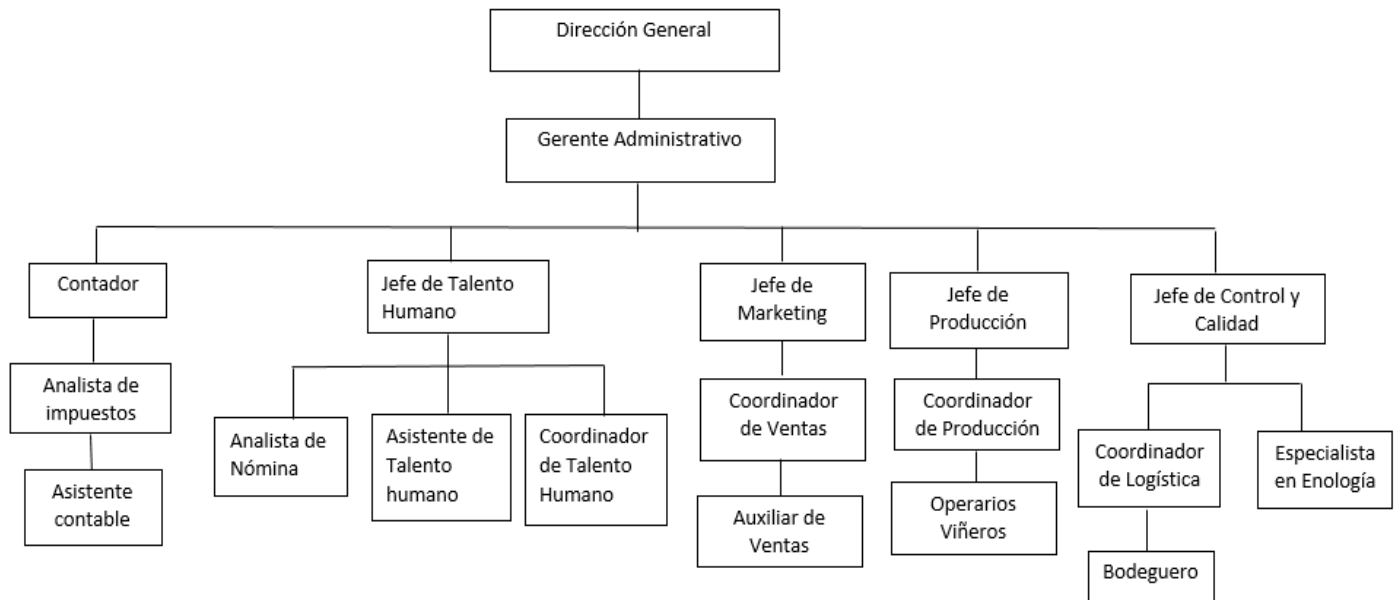 Dirección General
Gerente Administrativo
Contador
Jefe de Talento
Humano
Jefe de
Marketing
Jefe de
Producción
Jefe de Control y
Calidad
Analista de
impuestos
Analista de
Nómina
Asistente de
Talento
humano
Coordinador
de Talento
Humano
Coordinador
de Ventas
Coordinador
de Producción
Coordinador
de Logística
Especialista
en Enología
Asistente
contable
Auxiliar de
Ventas
Operarios
Viñeros
Bodeguero